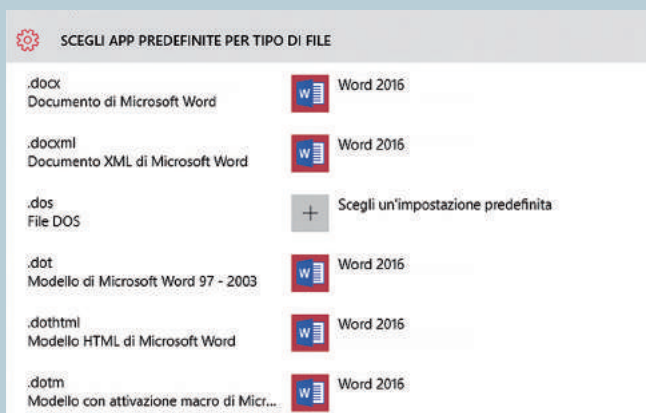 SCEGLI APP PREDEFINITE PER TIPO DI FILE
.docx
Documento di Microsoft Word
Word 2016
.docxml
Documento XML di Microsoft Word
Word 2016
.dos
File DOS
Scegli un'impostazione predefinita
.dot
Modello di Microsoft Word 97 - 2003
Word 2016
.dothtml
Modello HTML di Microsoft Word
Word 2016
.dotm
Modello con attivazione macro di Micr...
Word 2016